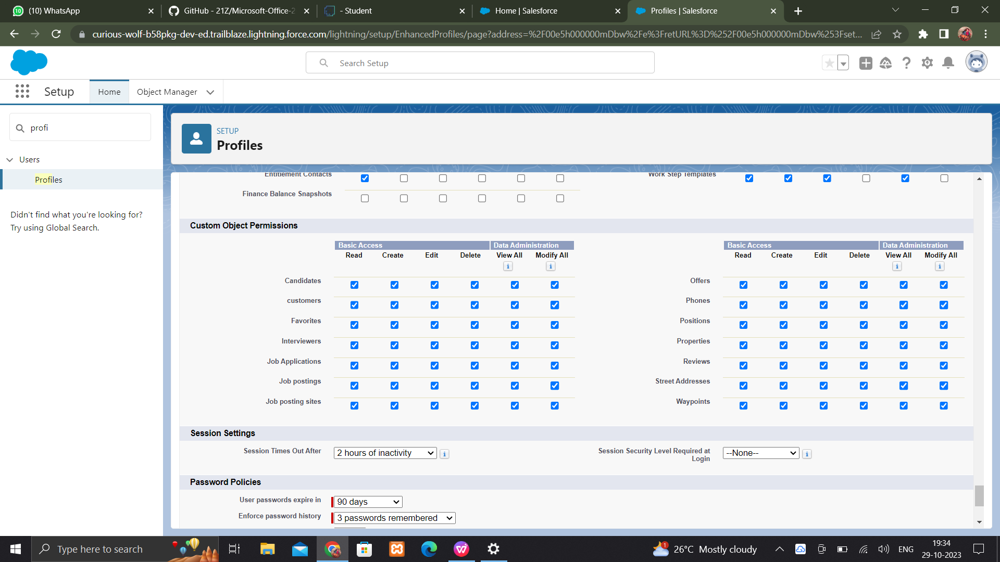 (10) WhatsApp
GitHub - 21Z/Microsoft-Office-2
- Student
Home | Salesforce
Profiles | Salesforce
curious-wolf-b58pkg-dev-ed.trailblaze.lightning.force.com/lightning/setup/EnhancedProfiles/page?address=%2F00e5h000000mDbw%2Fe%3FretURL%3D%252F00e5h000000mDbw%253Fset...
Search Setup
Setup
Home
Object Manager
profi
Users
Profiles
Didn't find what you're looking for?
Try using Global Search.
SETUP
Profiles
Entitlement Contacts
Work Step Templates
Finance Balance Snapshots
Custom Object Permissions
Basic Access Data Administration
Read Create Edit Delete View All Modify All
Basic Access Data Administration
Read Create Edit Delete View All Modify All
Candidates
Offers
customers
Phones
Favorites
Positions
Interviewers
Properties
Job Applications
Reviews
Job postings
Street Addresses
Job posting sites
Waypoints
Session Settings
Session Times Out After 2 hours of inactivity
Session Security Level Required at
Login
--None--
Password Policies
User passwords expire in 90 days
Enforce password history 3 passwords remembered
Type here to search
1
26°C Mostly cloudy
ENG
19:34
29-10-2023